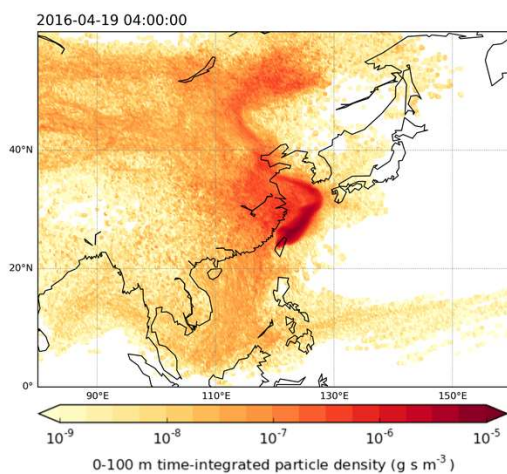 2016-04-19 04:00:00
40°N
20°N
0°
90°E 110°E 130°E 150°E
10⁻⁹ 10⁻⁸ 10⁻⁷ 10⁻⁶ 10⁻⁵
0-100 m time-integrated particle density (g s m⁻³)